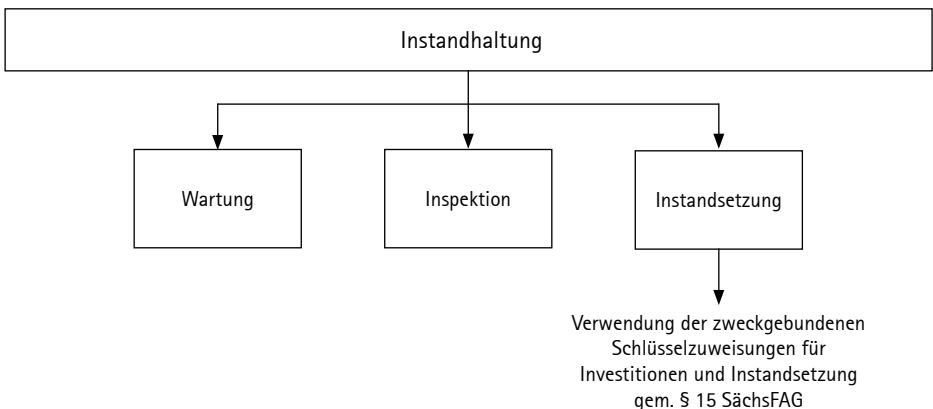 Instandhaltung
Wartung
Inspektion
Instandsetzung
Verwendung der zweckgebundenen
Schlüsselzuweisungen für
Investitionen und Instandsetzung
gem. § 15 SächsFAG